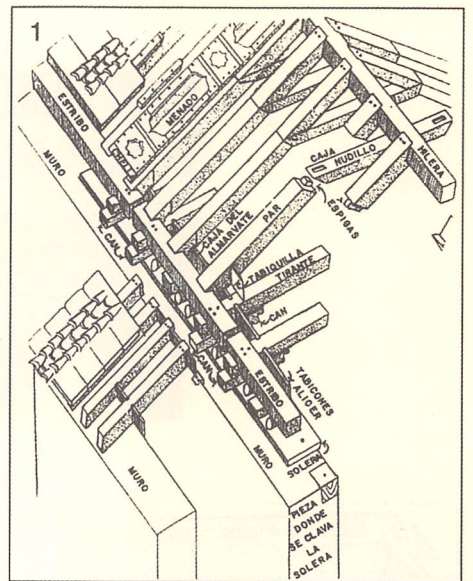 1
ESTRIBO
MURO
MENADO
CAN
CAJA DEL
ALMARVATE
PAR
CAJA
NUDILLO
HILERA
ESPIGAS
TABIQUILLA
TIRANTE
CAN
CAN
ESTRIBO
TABICONES
ALICER
MURO
SOLERA
MURO
PIEZA
DONDE
SE CLAVA
LA
SOLERA